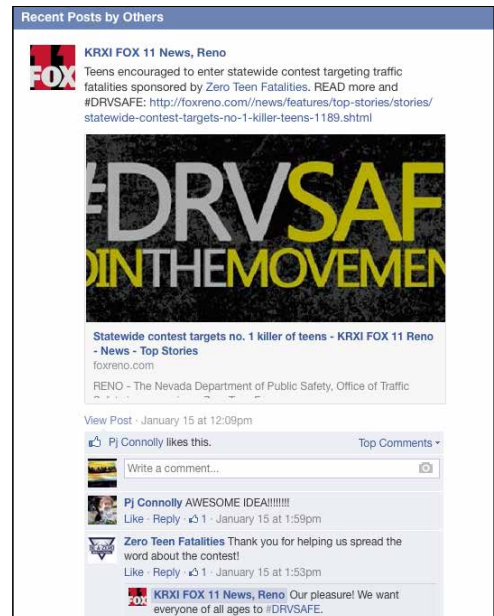 Recent Posts by Others
11
FOX
KRXI FOX 11 News, Reno
Teens encouraged to enter statewide contest targeting traffic
fatalities sponsored by Zero Teen Fatalities. READ more and
#DRVSAFE: http://foxreno.com//news/features/top-stories/stories/
statewide-contest-targets-no-1-killer-teens-1189.shtml
#DRVSAF
OINTHEMOVEMEN
Statewide contest targets no. 1 killer of teens - KRXI FOX 11 Reno
- News - Top Stories
foxreno.com
RENO - The Nevada Department of Public Safety, Office of Traffic
View Post · January 15 at 12:09pm
Pj Connolly likes this.
Top Comments
Write a comment...
Pj Connolly AWESOME IDEA!!!!!!!!
Like · Reply · 1 · January 15 at 1:59pm
Zero Teen Fatalities Thank you for helping us spread the
word about the contest!
Like · Reply · 1 · January 15 at 1:53pm
FOX
KRXI FOX 11 News, Reno Our pleasure! We want
everyone of all ages to #DRVSAFE.